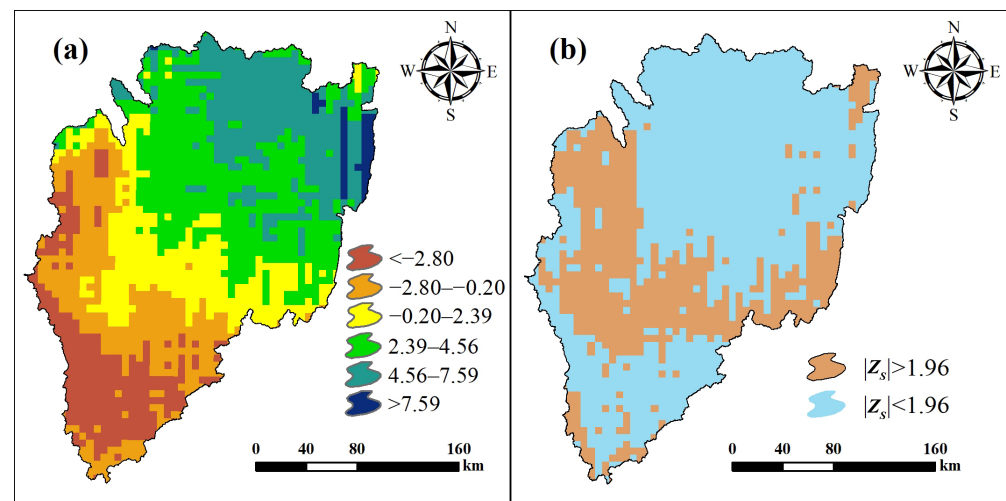 (a)
N
W E
S
<−2.80
−2.80–−0.20
−0.20–2.39
2.39–4.56
4.56–7.59
>7.59
0 40 80 160
km
(b)
N
W E
S
|Zs|>1.96
|Zs|<1.96
0 40 80 160
km